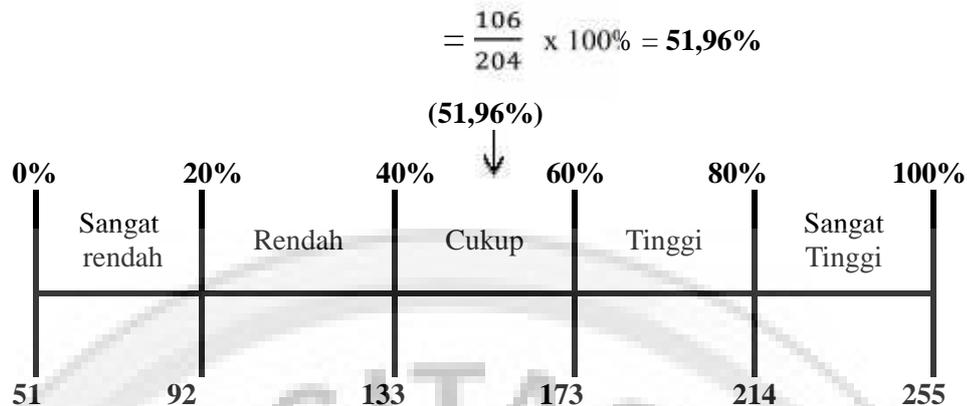 = 106/204 x 100% = 51,96%
(51,96%)
0% 20% 40% 60% 80% 100%
Sangat rendah Rendah Cukup Tinggi Sangat Tinggi
51 92 133 173 214 255